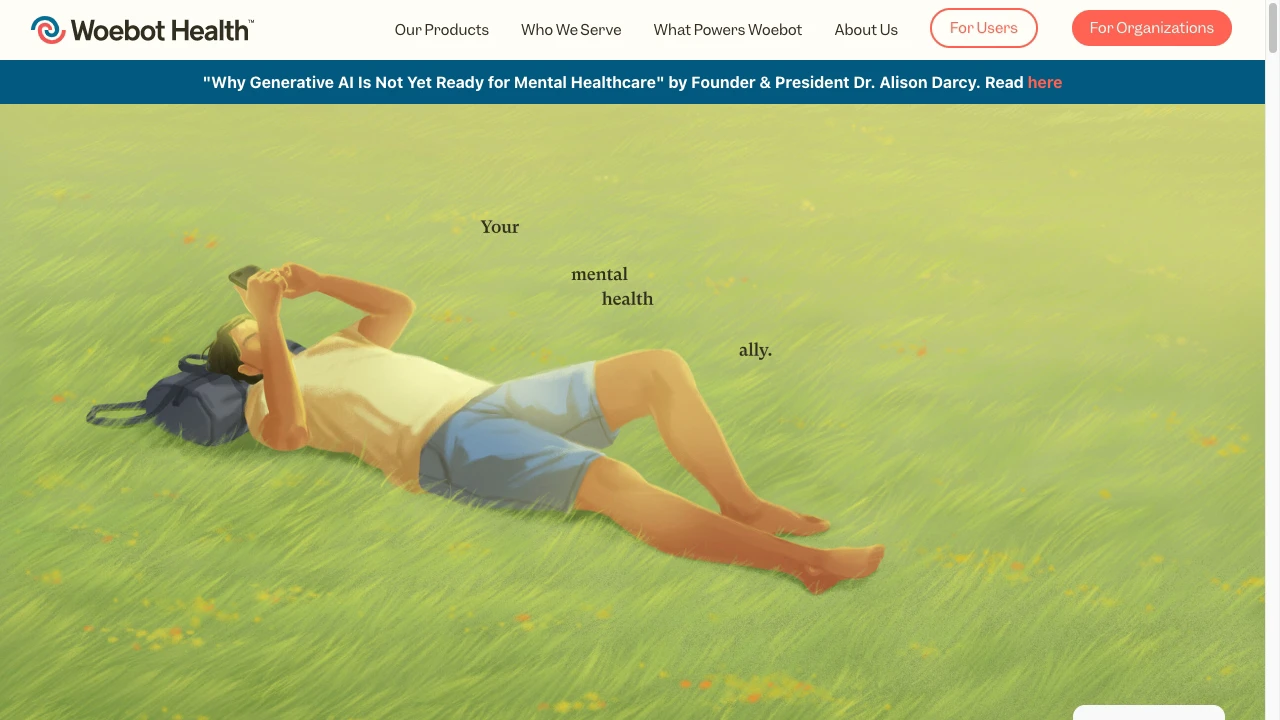 Woebot Health™
Our Products
Who We Serve
What Powers Woebot
About Us
For Users
For Organizations
"Why Generative AI Is Not Yet Ready for Mental Healthcare" by Founder & President Dr. Alison Darcy. Read here
Your
mental
health
ally.